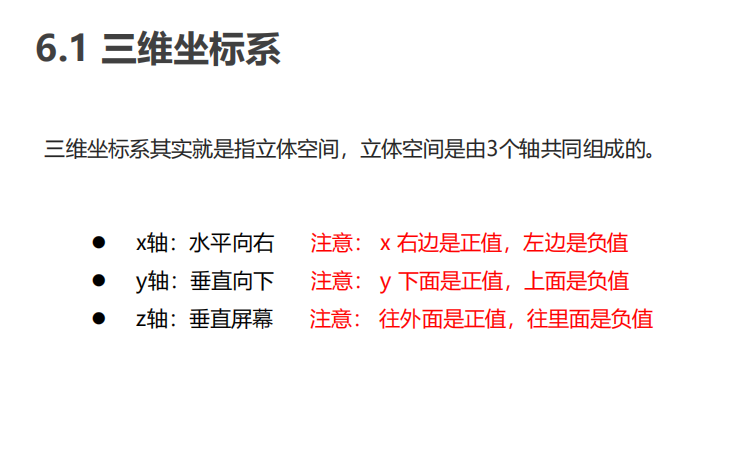 6.1 三维坐标系
三维坐标系其实就是指立体空间，立体空间是由3个轴共同组成的。
● x轴：水平向右 注意： x 右边是正值，左边是负值
● y轴：垂直向下 注意： y 下面是正值，上面是负值
● z轴：垂直屏幕 注意： 往外面是正值，往里面是负值